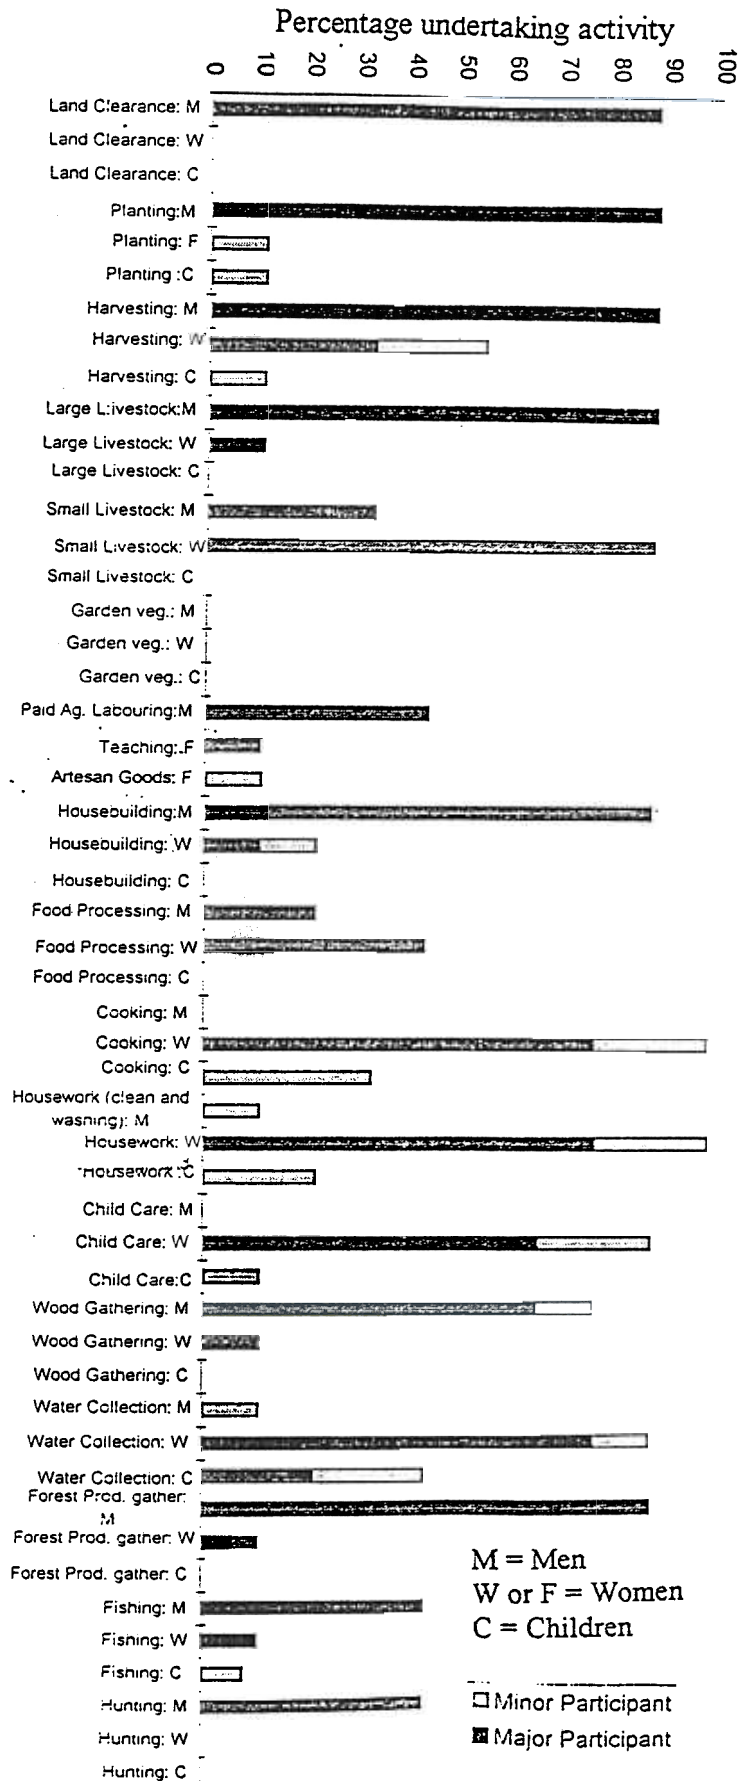 Percentage undertaking activity
0 10 20 30 40 50 60 70 80 90 100
Land Clearance: M
Land Clearance: W
Land Clearance: C
Planting:M
Planting: F
Planting :C
Harvesting: M
Harvesting: W
Harvesting: C
Large Livestock:M
Large Livestock: W
Large Livestock: C
Small Livestock: M
Small Livestock: W
Small Livestock: C
Garden veg.: M
Garden veg.: W
Garden veg.: C
Paid Ag. Labouring:M
Teaching: F
Artesan Goods: F
Housebuilding:M
Housebuilding: W
Housebuilding: C
Food Processing: M
Food Processing: W
Food Processing: C
Cooking: M
Cooking: W
Cooking: C
Housework (clean and
washing): M
Housework: W
Housework :C
Child Care: M
Child Care: W
Child Care:C
Wood Gathering: M
Wood Gathering: W
Wood Gathering: C
Water Collection: M
Water Collection: W
Water Collection: C
Forest Prod. gather:
M
Forest Prod. gather: W
Forest Prod. gather: C
Fishing: M
Fishing: W
Fishing: C
Hunting: M
Hunting: W
Hunting: C
M = Men
W or F = Women
C = Children
Minor Participant
Major Participant